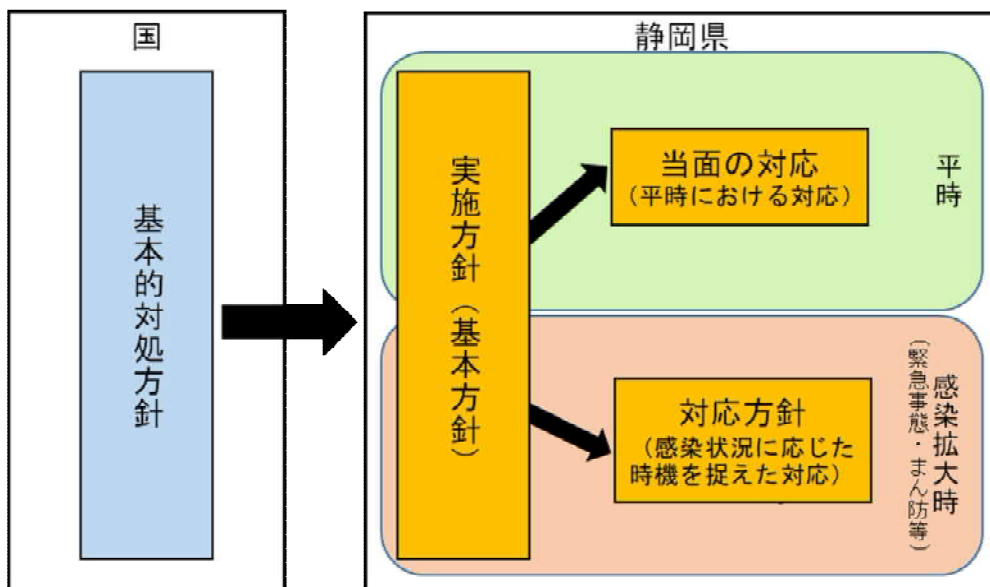 国
基本的対処方針
静岡県
実施方針（基本方針）
当面の対応
（平時における対応）
平時
対応方針
（感染状況に応じた
時機を捉えた対応）
感染拡大時
（緊急事態・まん防等）